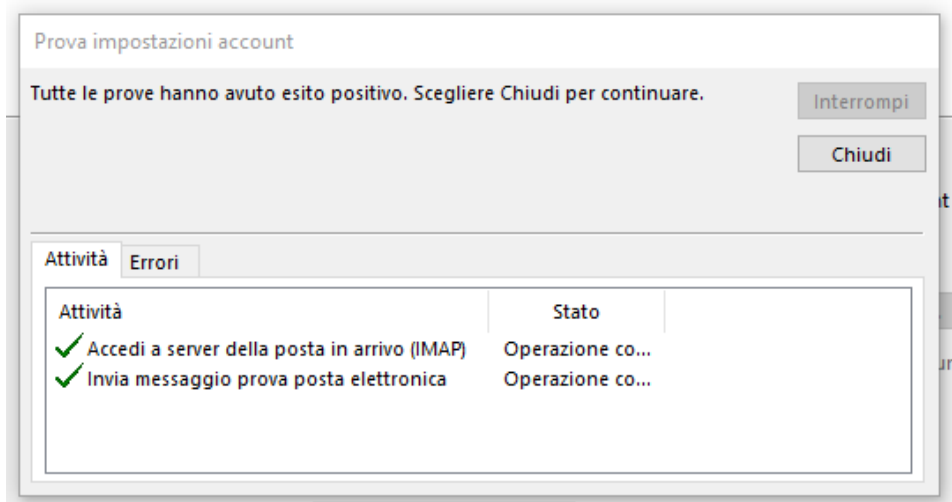 Prova impostazioni account
Tutte le prove hanno avuto esito positivo. Scegliere Chiudi per continuare.
Interrompi
Chiudi
Attività
Errori
Attività Stato
Accedi a server della posta in arrivo (IMAP) Operazione co...
Invia messaggio prova posta elettronica Operazione co...